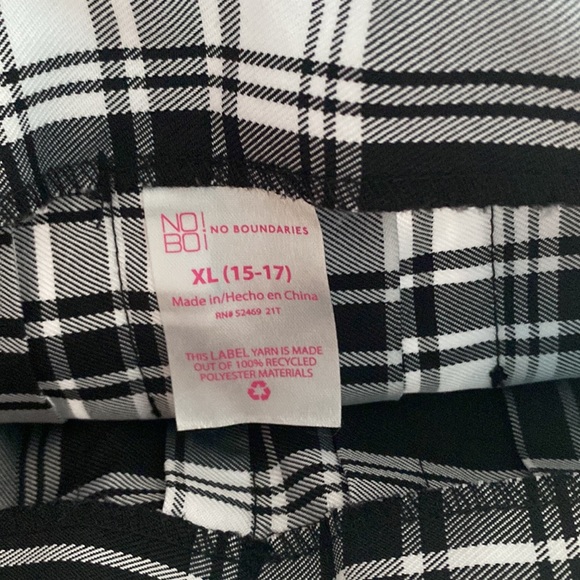 NO!
BO!
NO BOUNDARIES
XL (15-17)
Made in/Hecho en China
RN# 52469 21T
THIS LABEL YARN IS MADE
OUT OF 100% RECYCLED
POLYESTER MATERIALS